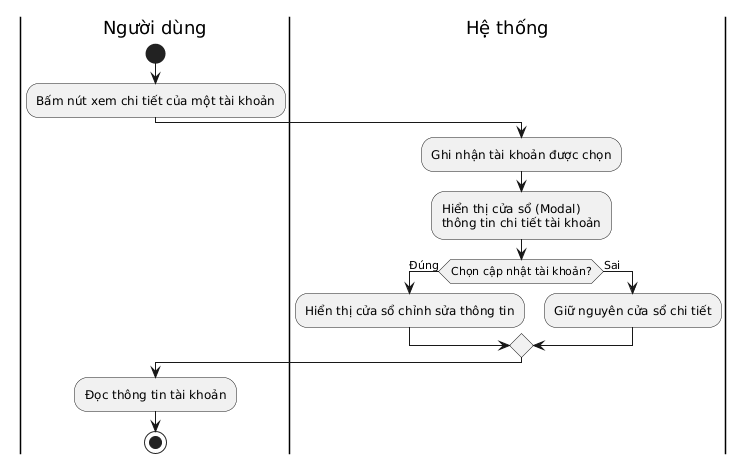 Người dùng
Hệ thống
Bấm nút xem chi tiết của một tài khoản
Ghi nhận tài khoản được chọn
Hiển thị cửa sổ (Modal)
thông tin chi tiết tài khoản
Đúng
Chọn cập nhật tài khoản?
Sai
Hiển thị cửa sổ chỉnh sửa thông tin
Giữ nguyên cửa sổ chi tiết
Đọc thông tin tài khoản